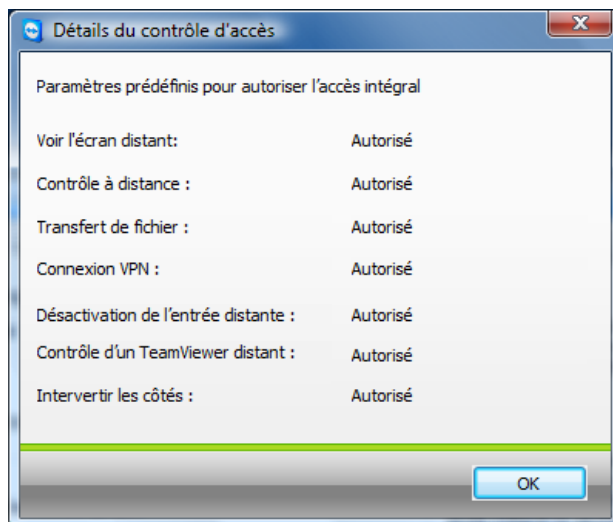 Détails du contrôle d'accès
Paramètres prédéfinis pour autoriser l’accès intégral
Voir l'écran distant: Autorisé
Contrôle à distance : Autorisé
Transfert de fichier : Autorisé
Connexion VPN : Autorisé
Désactivation de l’entrée distante : Autorisé
Contrôle d’un TeamViewer distant : Autorisé
Intervertir les côtés : Autorisé
OK